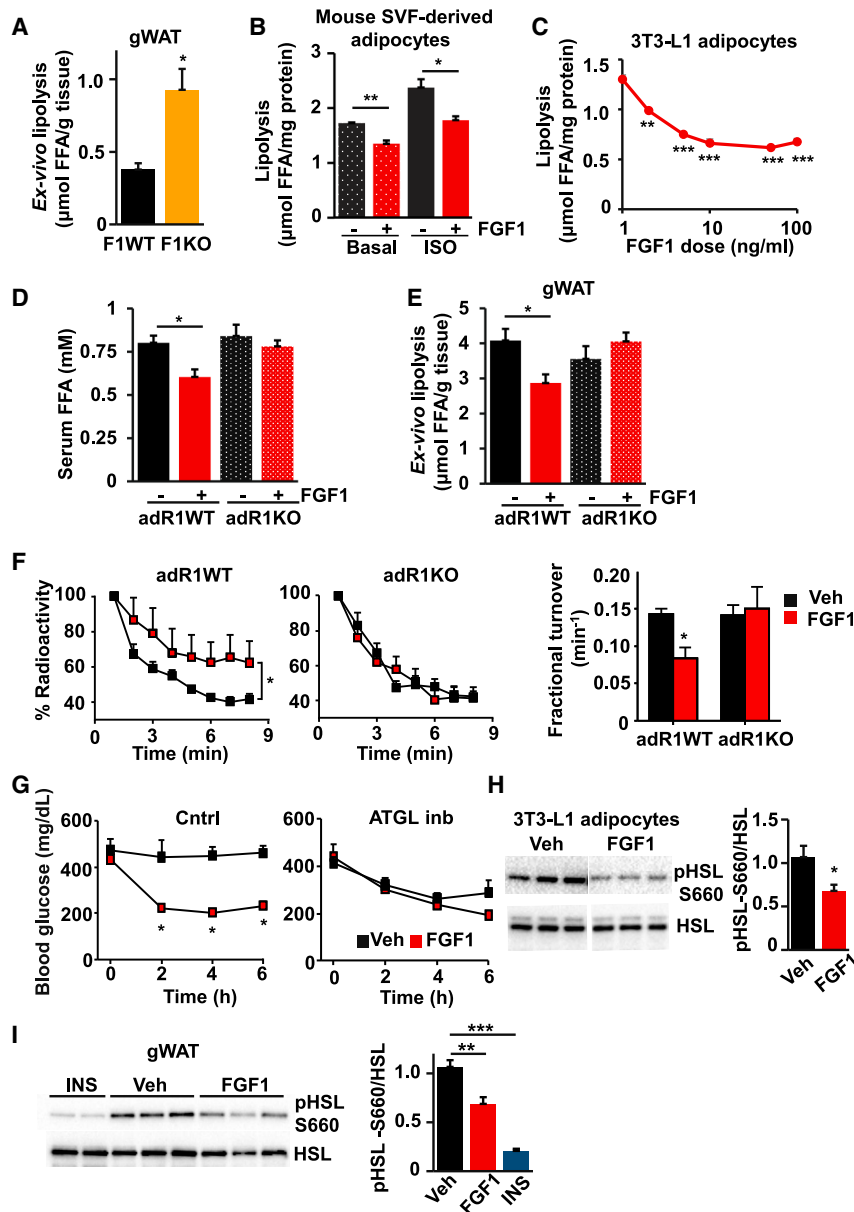 A
gWAT
Ex-vivo lipolysis
(µmol FFA/g tissue)
1.0
0.5
0
*
F1WT F1KO
B
Mouse SVF-derived
adipocytes
Lipolysis
(µmol FFA/mg protein)
3
2
1
0
**
*
- + - + FGF1
Basal ISO
C
3T3-L1 adipocytes
Lipolysis
(µmol FFA/mg protein)
1.5
1.0
0.5
0
** *** *** *** ***
1 10 100
FGF1 dose (ng/ml)
D
Serum FFA (mM)
1
0.75
0.5
0.25
0
*
- + - + FGF1
adR1WT adR1KO
E
gWAT
Ex-vivo lipolysis
(µmol FFA/g tissue)
5
4
3
2
1
0
*
- + - + FGF1
adR1WT adR1KO
F
adR1WT
% Radioactivity
100
80
60
40
*
0 3 6 9
Time (min)
adR1KO
100
80
60
40
0 3 6 9
Time (min)
Fractional turnover
(min-1)
0.20
0.15
0.10
0.05
0
*
Veh
FGF1
adR1WT adR1KO
G
Cntrl
Blood glucose (mg/dL)
600
400
200
0
* * *
0 2 4 6
Time (h)
ATGL inb
600
400
200
0
Veh FGF1
0 2 4 6
Time (h)
H
3T3-L1 adipocytes
Veh FGF1
pHSL
S660
HSL
pHSL-S660/HSL
1.5
1.0
0.5
0
*
Veh
FGF1
I
gWAT
INS Veh FGF1
pHSL
S660
HSL
pHSL -S660/HSL
1.0
0.5
0
***
**
Veh
FGF1
INS